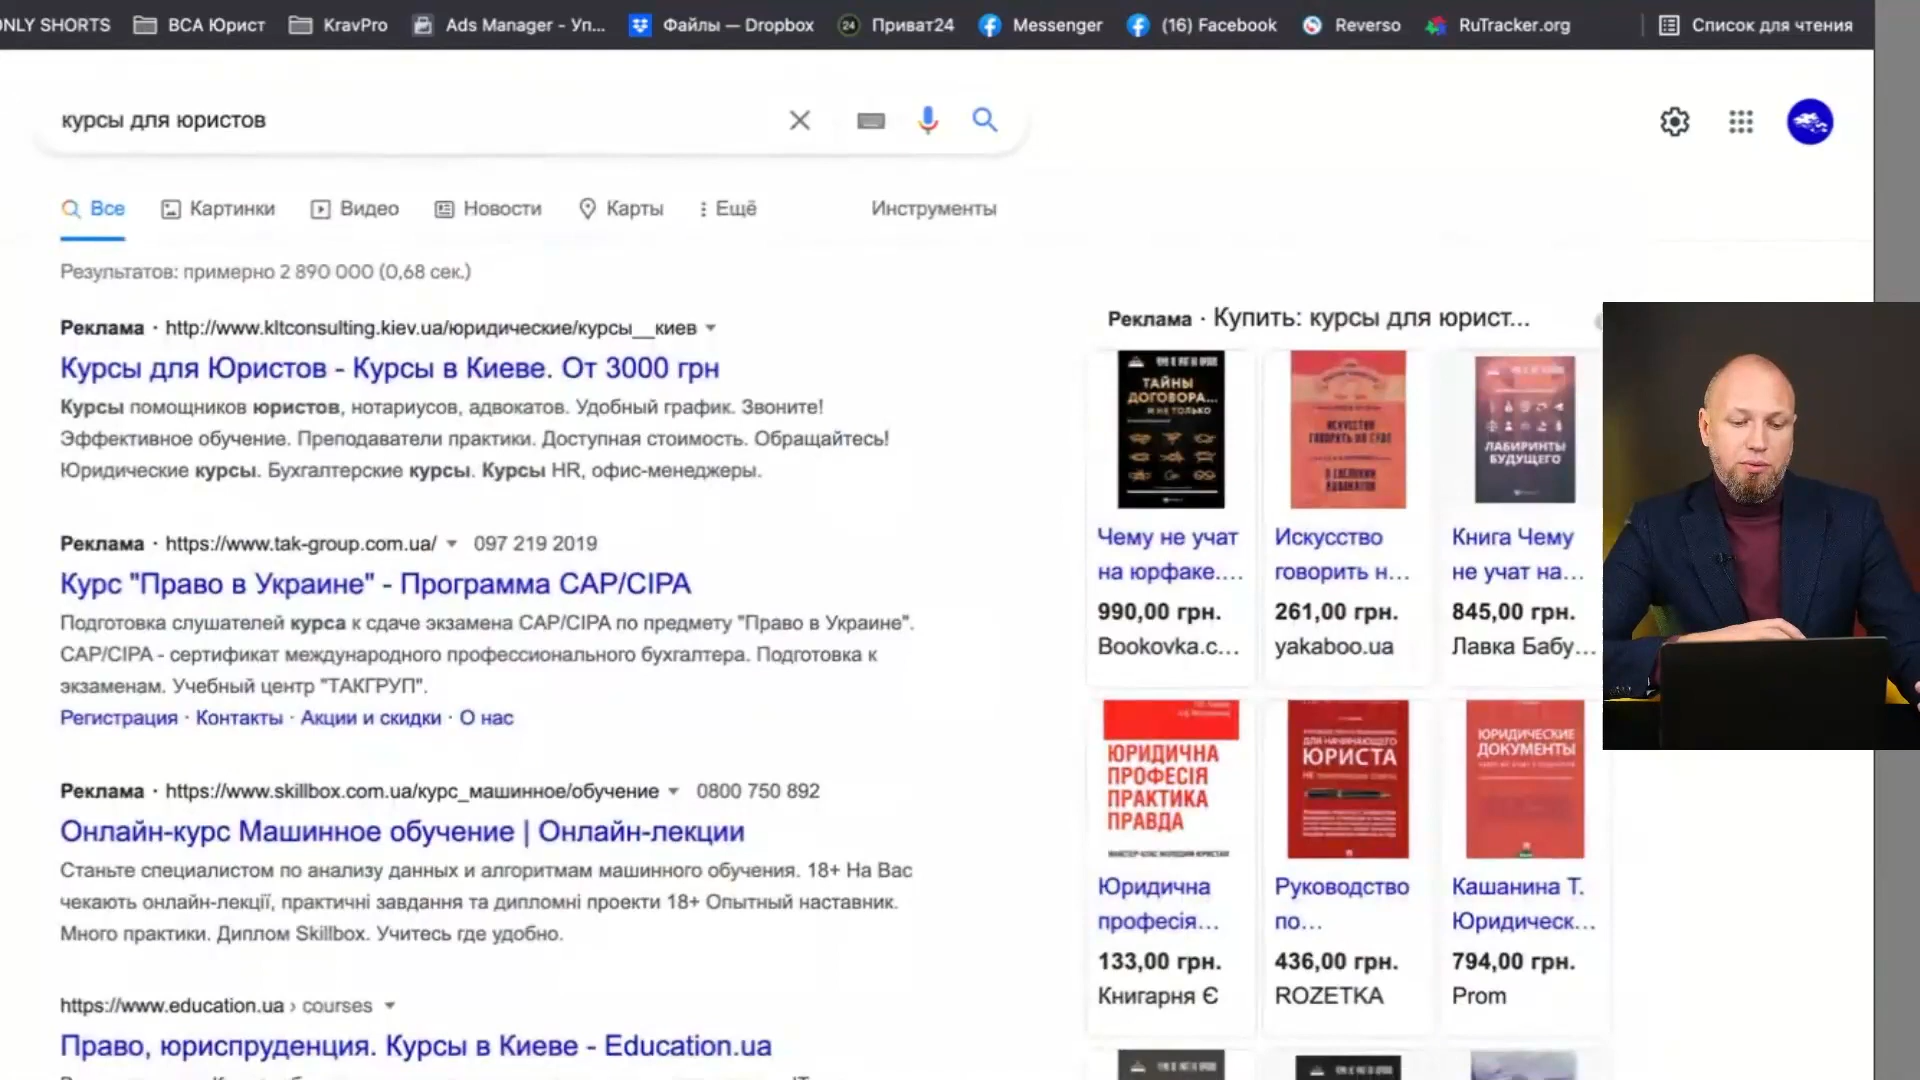 ONLY SHORTS
ВСА Юрист
KravPro
Ads Manager - Уп...
Файлы — Dropbox
24
Приват24
Messenger
(16) Facebook
Reverso
RuTracker.org
Список для чтения
курсы для юристов
Все
Картинки
Видео
Новости
Карты
Ещё
Инструменты
Результатов: примерно 2 890 000 (0,68 сек.)
Реклама · http://www.kltconsulting.kiev.ua/юридические/курсы__киев
Курсы для Юристов - Курсы в Киеве. От 3000 грн
Курсы помощников юристов, нотариусов, адвокатов. Удобный график. Звоните!
Эффективное обучение. Преподаватели практики. Доступная стоимость. Обращайтесь!
Юридические курсы. Бухгалтерские курсы. Курсы HR, офис-менеджеры.
Реклама · https://www.tak-group.com.ua/ 097 219 2019
Курс "Право в Украине" - Программа CAP/CIPA
Подготовка слушателей курса к сдаче экзамена CAP/CIPA по предмету "Право в Украине".
CAP/CIPA - сертификат международного профессионального бухгалтера. Подготовка к
экзаменам. Учебный центр "ТАКГРУП".
Регистрация · Контакты · Акции и скидки · О нас
Реклама · https://www.skillbox.com.ua/курс_машинное/обучение 0800 750 892
Онлайн-курс Машинное обучение | Онлайн-лекции
Станьте специалистом по анализу данных и алгоритмам машинного обучения. 18+ На Вас
чекають онлайн-лекції, практичні завдання та дипломні проекти 18+ Опытный наставник.
Много практики. Диплом Skillbox. Учитесь где удобно.
https://www.education.ua › courses
Право, юриспруденция. Курсы в Киеве - Education.ua
Реклама · Купить: курсы для юрист...
ТАЙНЫ
ДОГОВОРА...
И НЕ ТОЛЬКО
ИСКУССТВО
ГОВОРИТЬ НА СУДЕ
ЛАБИРИНТЫ
БУДУЩЕГО
Чему не учат
на юрфаке....
990,00 грн.
Bookovka.c...
Искусство
говорить н...
261,00 грн.
yakaboo.ua
Книга Чему
не учат на...
845,00 грн.
Лавка Бабу...
ЮРИДИЧНА
ПРОФЕСІЯ
ПРАКТИКА
ПРАВДА
ДЛЯ НАЧИНАЮЩЕГО
ЮРИСТА
ЮРИДИЧЕСКИЕ
ДОКУМЕНТЫ
Юридична
професія...
133,00 грн.
Книгарня Є
Руководство
по...
436,00 грн.
ROZETKA
Кашанина Т.
Юридическ...
794,00 грн.
Prom